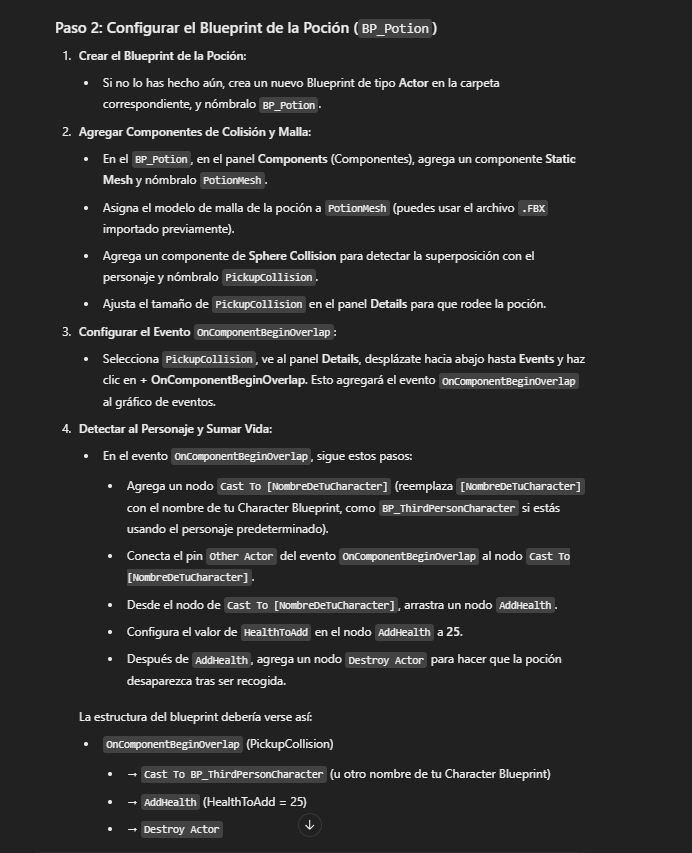 Paso 2: Configurar el Blueprint de la Poción (BP_Potion)
1. Crear el Blueprint de la Poción:
• Si no lo has hecho aún, crea un nuevo Blueprint de tipo Actor en la carpeta
correspondiente, y nómbralo BP_Potion.
2. Agregar Componentes de Colisión y Malla:
• En el BP_Potion, en el panel Components (Componentes), agrega un componente Static
Mesh y nómbralo PotionMesh.
• Asigna el modelo de malla de la poción a PotionMesh (puedes usar el archivo .FBX
importado previamente).
• Agrega un componente de Sphere Collision para detectar la superposición con el
personaje y nómbralo PickupCollision.
• Ajusta el tamaño de PickupCollision en el panel Details para que rodee la poción.
3. Configurar el Evento OnComponentBeginOverlap:
• Selecciona PickupCollision, ve al panel Details, desplázate hacia abajo hasta Events y haz
clic en + OnComponentBeginOverlap. Esto agregará el evento OnComponentBeginOverlap
al gráfico de eventos.
4. Detectar al Personaje y Sumar Vida:
• En el evento OnComponentBeginOverlap, sigue estos pasos:
• Agrega un nodo Cast To [NombreDeTuCharacter] (reemplaza [NombreDeTuCharacter]
con el nombre de tu Character Blueprint, como BP_ThirdPersonCharacter si estás
usando el personaje predeterminado).
• Conecta el pin Other Actor del evento OnComponentBeginOverlap al nodo Cast To
[NombreDeTuCharacter].
• Desde el nodo de Cast To [NombreDeTuCharacter], arrastra un nodo AddHealth.
• Configura el valor de HealthToAdd en el nodo AddHealth a 25.
• Después de AddHealth, agrega un nodo Destroy Actor para hacer que la poción
desaparezca tras ser recogida.
La estructura del blueprint debería verse así:
• OnComponentBeginOverlap (PickupCollision)
• → Cast To BP_ThirdPersonCharacter (u otro nombre de tu Character Blueprint)
• → AddHealth (HealthToAdd = 25)
• → Destroy Actor